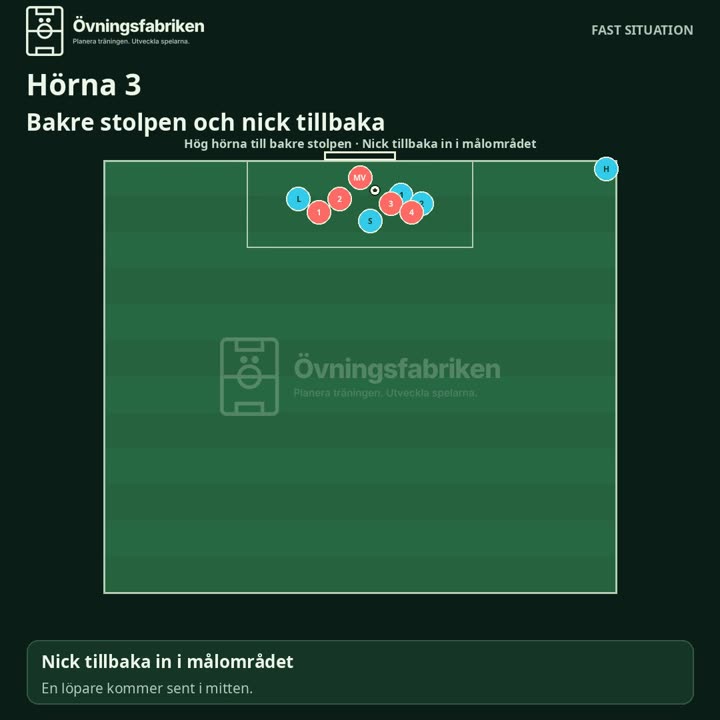 Övningsfabriken
Planera träningen. Utveckla spelarna.
FAST SITUATION
Hörna 3
Bakre stolpen och nick tillbaka
Hög hörna till bakre stolpen · Nick tillbaka in i målområdet
H
MV
L
2
1
3
4
S
Övningsfabriken
Planera träningen. Utveckla spelarna.
Nick tillbaka in i målområdet
En löpare kommer sent i mitten.